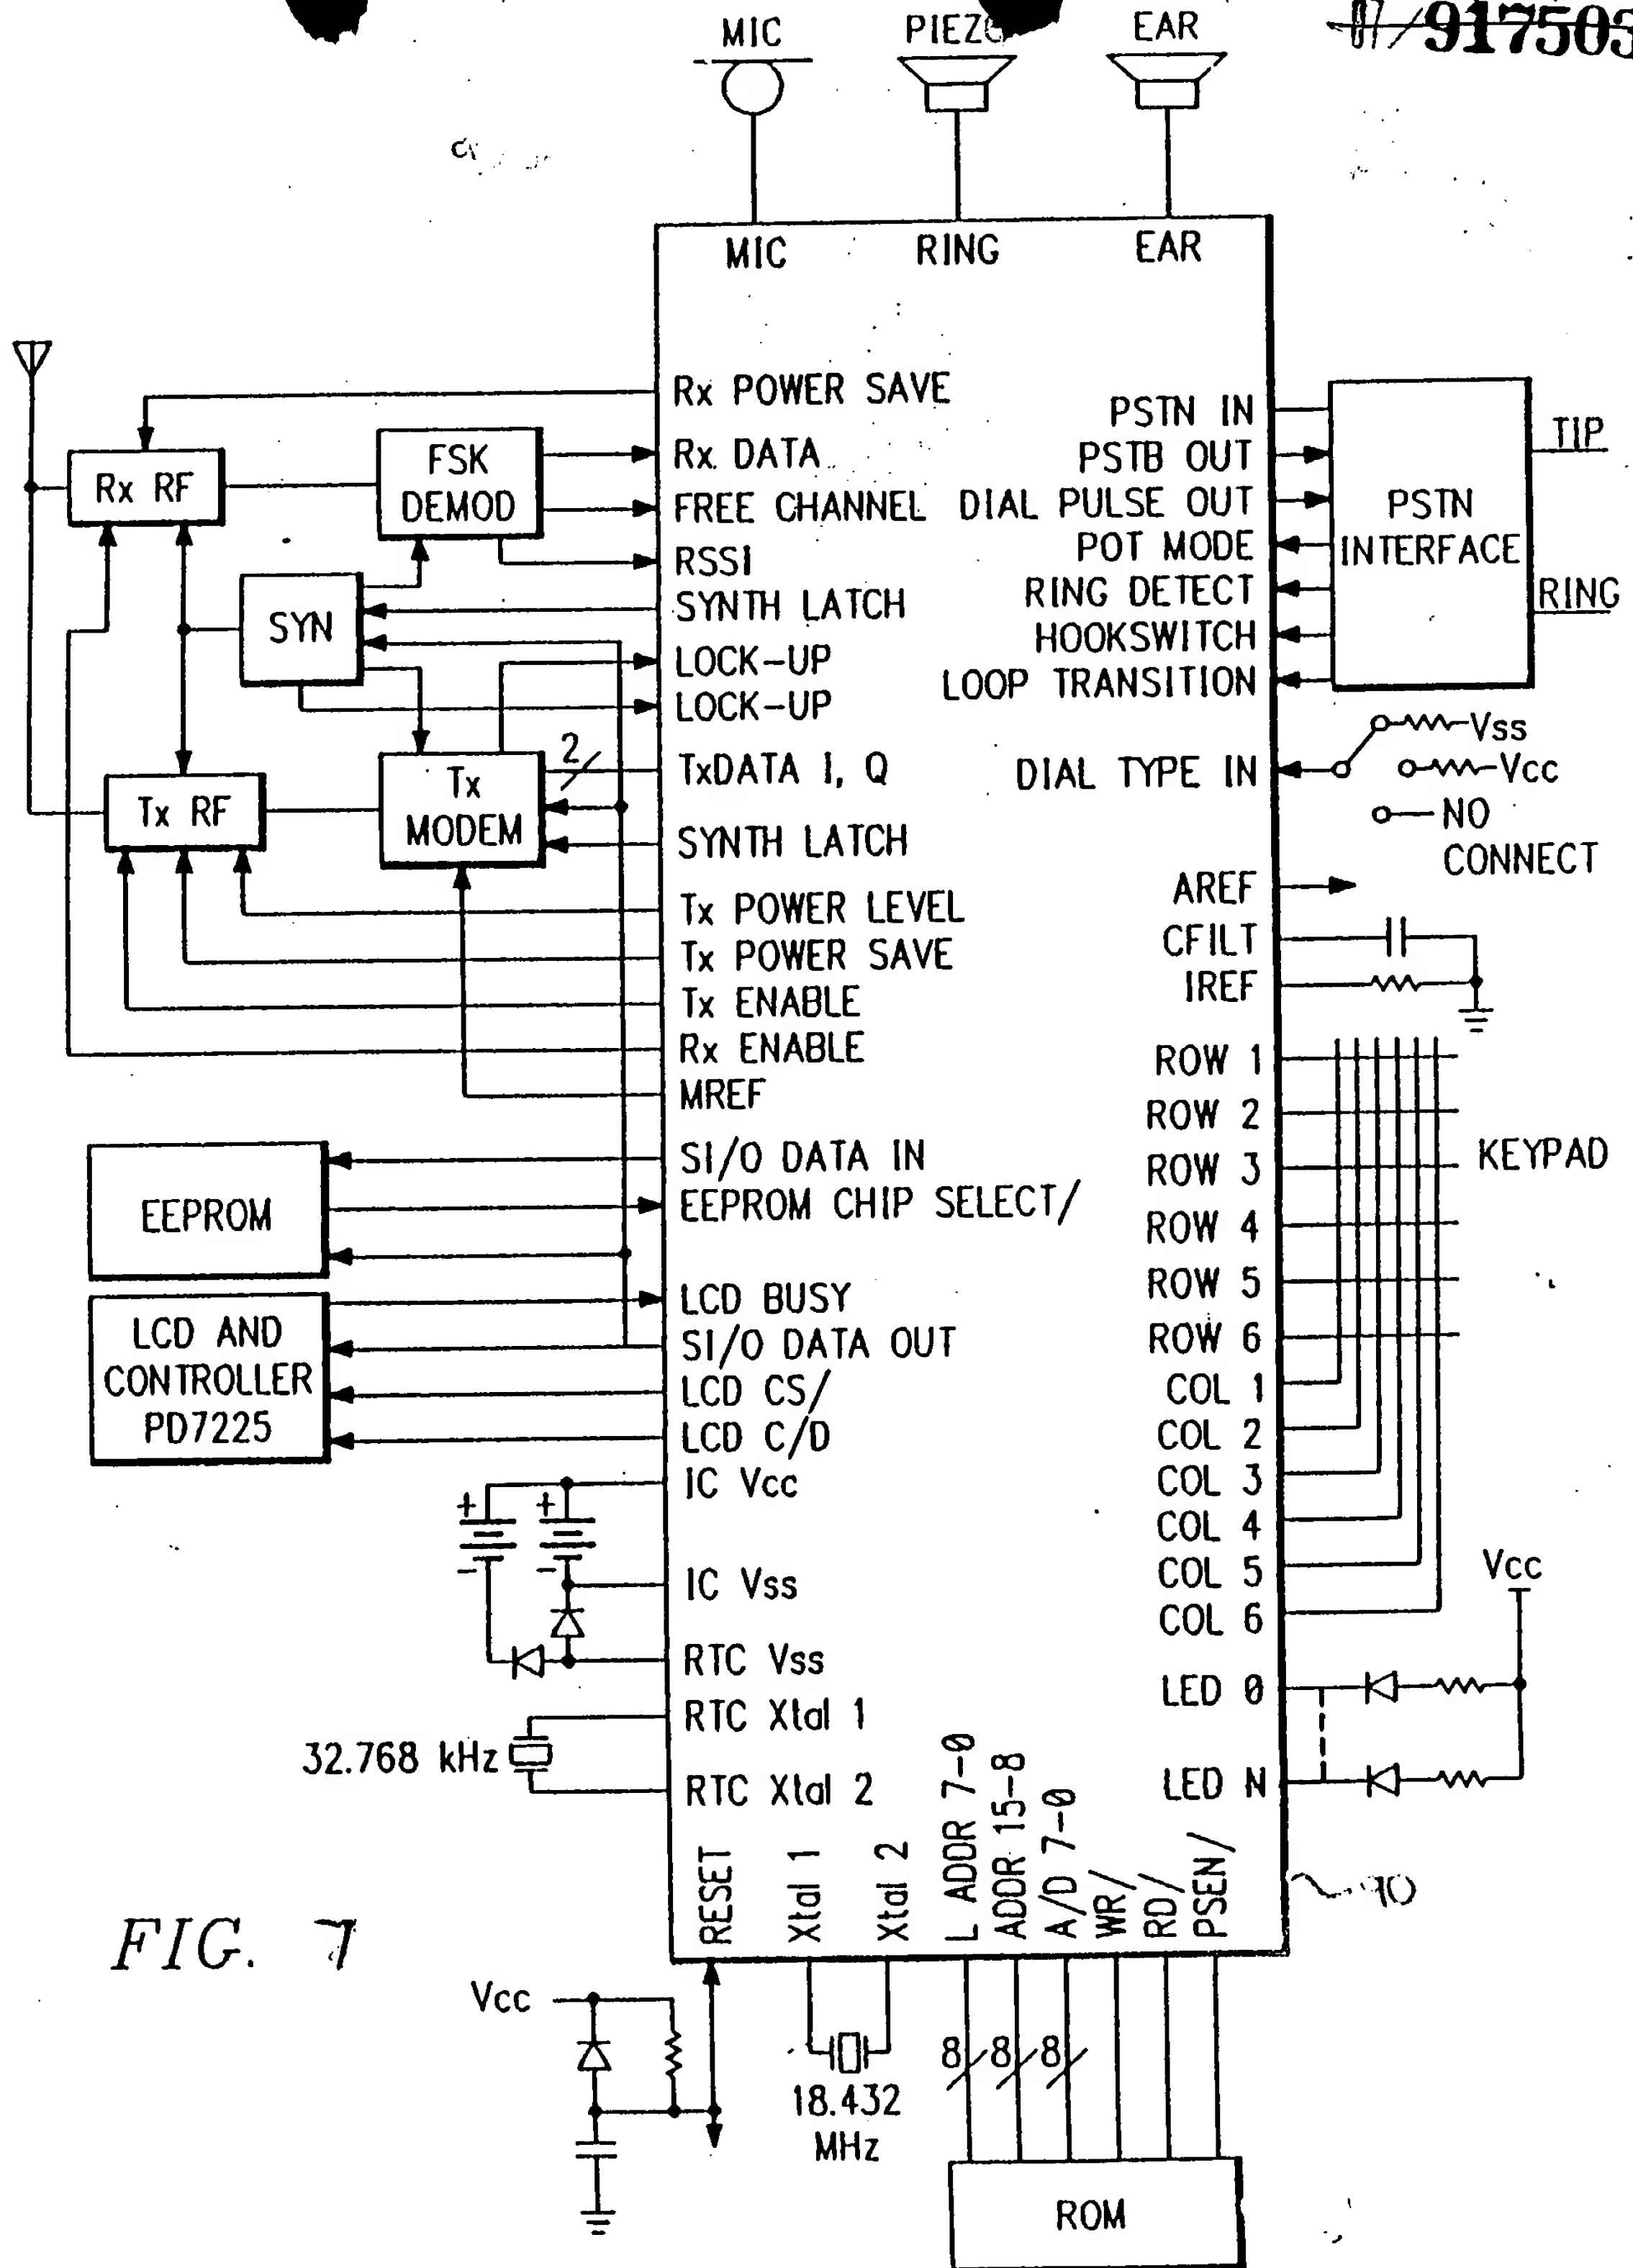 MIC
EAR
917503
MIC
RING
EAR
Rx POWER SAVE
Rx DATA
FREE CHANNEL
RSSI
SYNTH LATCH
LOCK-UP
LOCK-UP
TxDATA I, Q
SYNTH LATCH
Tx POWER LEVEL
Tx POWER SAVE
Tx ENABLE
Rx ENABLE
MREF
SI/O DATA IN
EEPROM CHIP SELECT/
LCD BUSY
SI/O DATA OUT
LCD CS/
LCD C/D
IC Vcc
IC Vss
RTC Vss
RTC Xtal 1
RTC Xtal 2
Rx RF
FSK
DEMOD
SYN
2
Tx RF
Tx
MODEM
EEPROM
LCD AND
CONTROLLER
PD7225
+
+
-
-
32.768 kHz
PSTN IN
PSTB OUT
DIAL PULSE OUT
POT MODE
RING DETECT
HOOKSWITCH
LOOP TRANSITION
DIAL TYPE IN
AREF
CFILT
IREF
ROW 1
ROW 2
ROW 3
ROW 4
ROW 5
ROW 6
COL 1
COL 2
COL 3
COL 4
COL 5
COL 6
LED 0
LED N
PSTN
INTERFACE
TIP
RING
Vss
Vcc
NO
CONNECT
KEYPAD
Vcc
RESET
Xtal 1
Xtal 2
L ADDR 7-0
ADDR 15-8
A/D 7-0
WR/
RD/
PSEN/
90
FIG. 7
Vcc
18.432
MHz
8
8
8
ROM